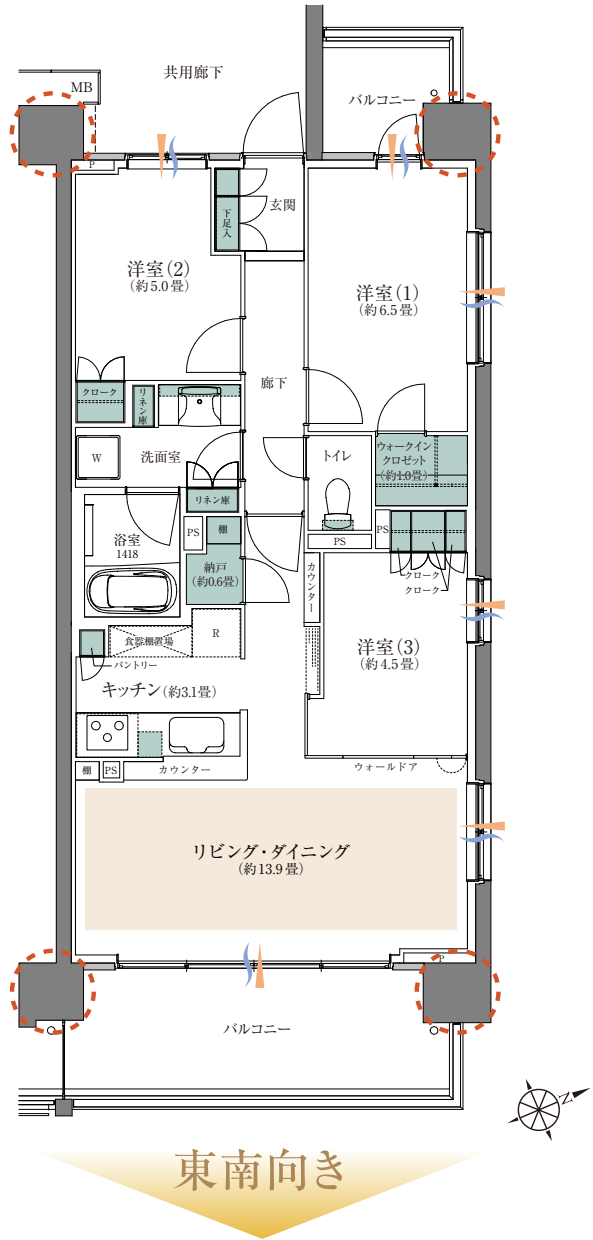 共用廊下
MB
バルコニー
P
玄関
下足入
洋室(2)
(約5.0畳)
洋室(1)
(約6.5畳)
廊下
クローク
リネン庫
トイレ
ウォークイン
クロゼット
(約1.0畳)
W
洗面室
リネン庫
PS
棚
PS
PS
浴室
1418
納戸
(約0.6畳)
カウンター
クローク
クローク
食器棚置場
R
洋室(3)
(約4.5畳)
パントリー
キッチン(約3.1畳)
棚
PS
カウンター
ウォールドア
リビング・ダイニング
(約13.9畳)
P
バルコニー
N
東南向き